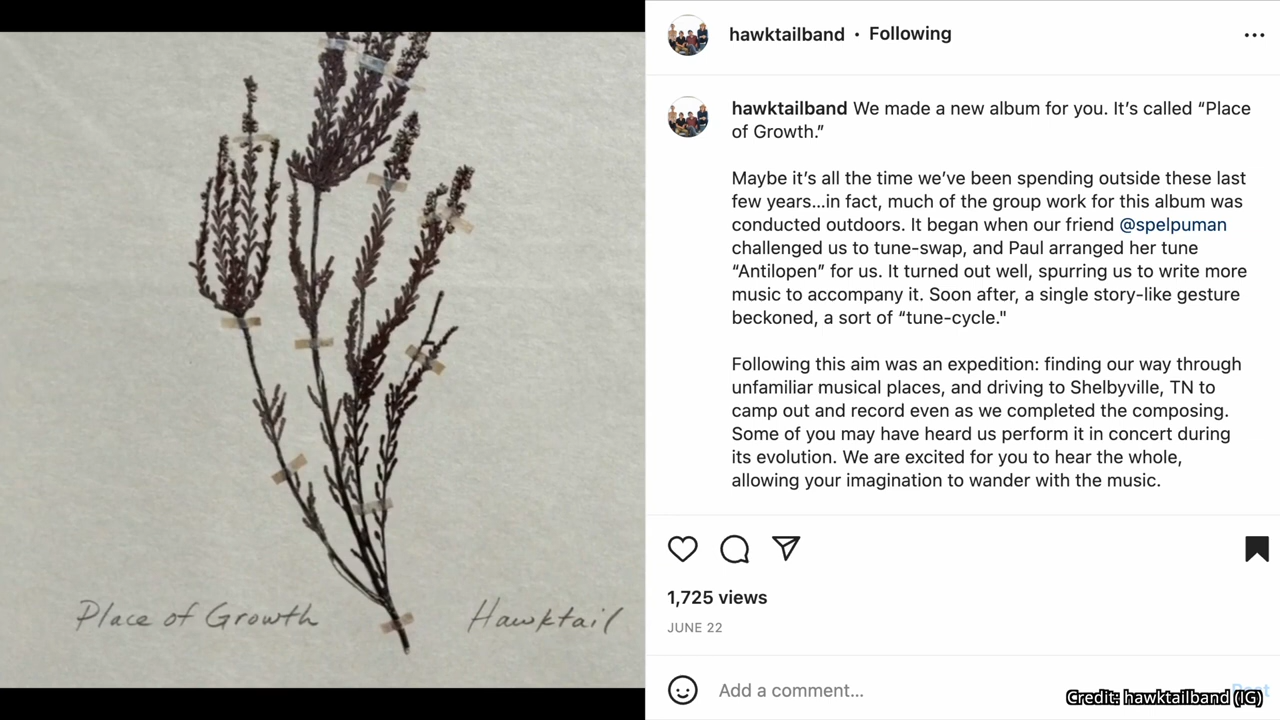 hawktailband • Following
hawktailband We made a new album for you. It’s called “Place
of Growth.”
Maybe it’s all the time we’ve been spending outside these last
few years...in fact, much of the group work for this album was
conducted outdoors. It began when our friend @spelpuman
challenged us to tune-swap, and Paul arranged her tune
“Antilopen” for us. It turned out well, spurring us to write more
music to accompany it. Soon after, a single story-like gesture
beckoned, a sort of “tune-cycle."
Following this aim was an expedition: finding our way through
unfamiliar musical places, and driving to Shelbyville, TN to
camp out and record even as we completed the composing.
Some of you may have heard us perform it in concert during
its evolution. We are excited for you to hear the whole,
allowing your imagination to wander with the music.
1,725 views
JUNE 22
Add a comment...
Post
Credit: hawktailband (IG)
Place of Growth
Hawktail